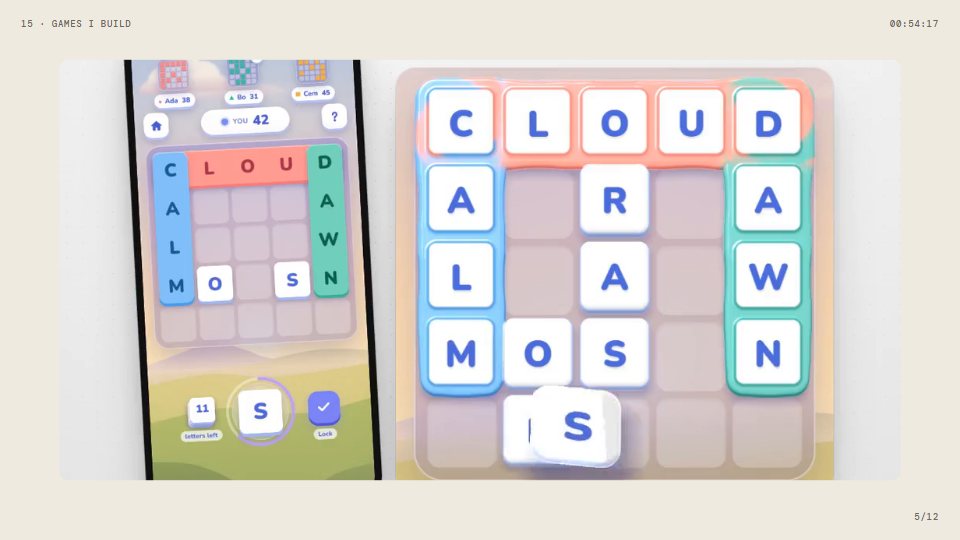 15 · GAMES I BUILD
00:54:17
Ada 38
Bo 31
Cem 45
YOU 42
?
C L O U D
A A
L W
M O S N
11
letters left
S
Lock
C L O U D
A R A
L A W
M O S N
S
5/12